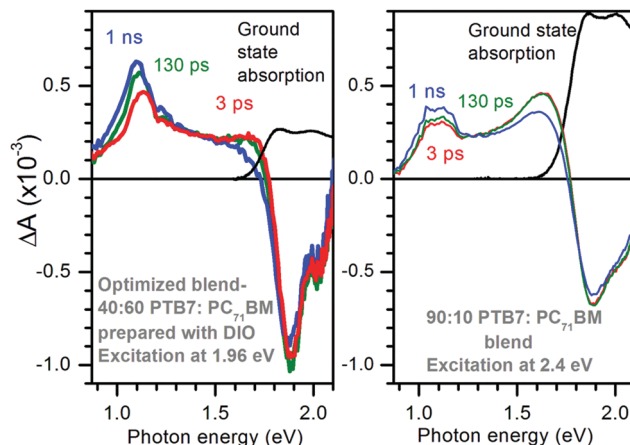 1 ns
130 ps
3 ps
Ground
state
absorption
0.5
0.0
-0.5
-1.0
ΔA (x10⁻³)
Optimized blend-
40:60 PTB7: PC₇₁BM
prepared with DIO
Excitation at 1.96 eV
1.0 1.5 2.0
Photon energy (eV)
Ground state
absorption
1 ns
130 ps
3 ps
0.5
0.0
-0.5
-1.0
90:10 PTB7: PC₇₁BM
blend
Excitation at 2.4 eV
1.0 1.5 2.0
Photon energy (eV)